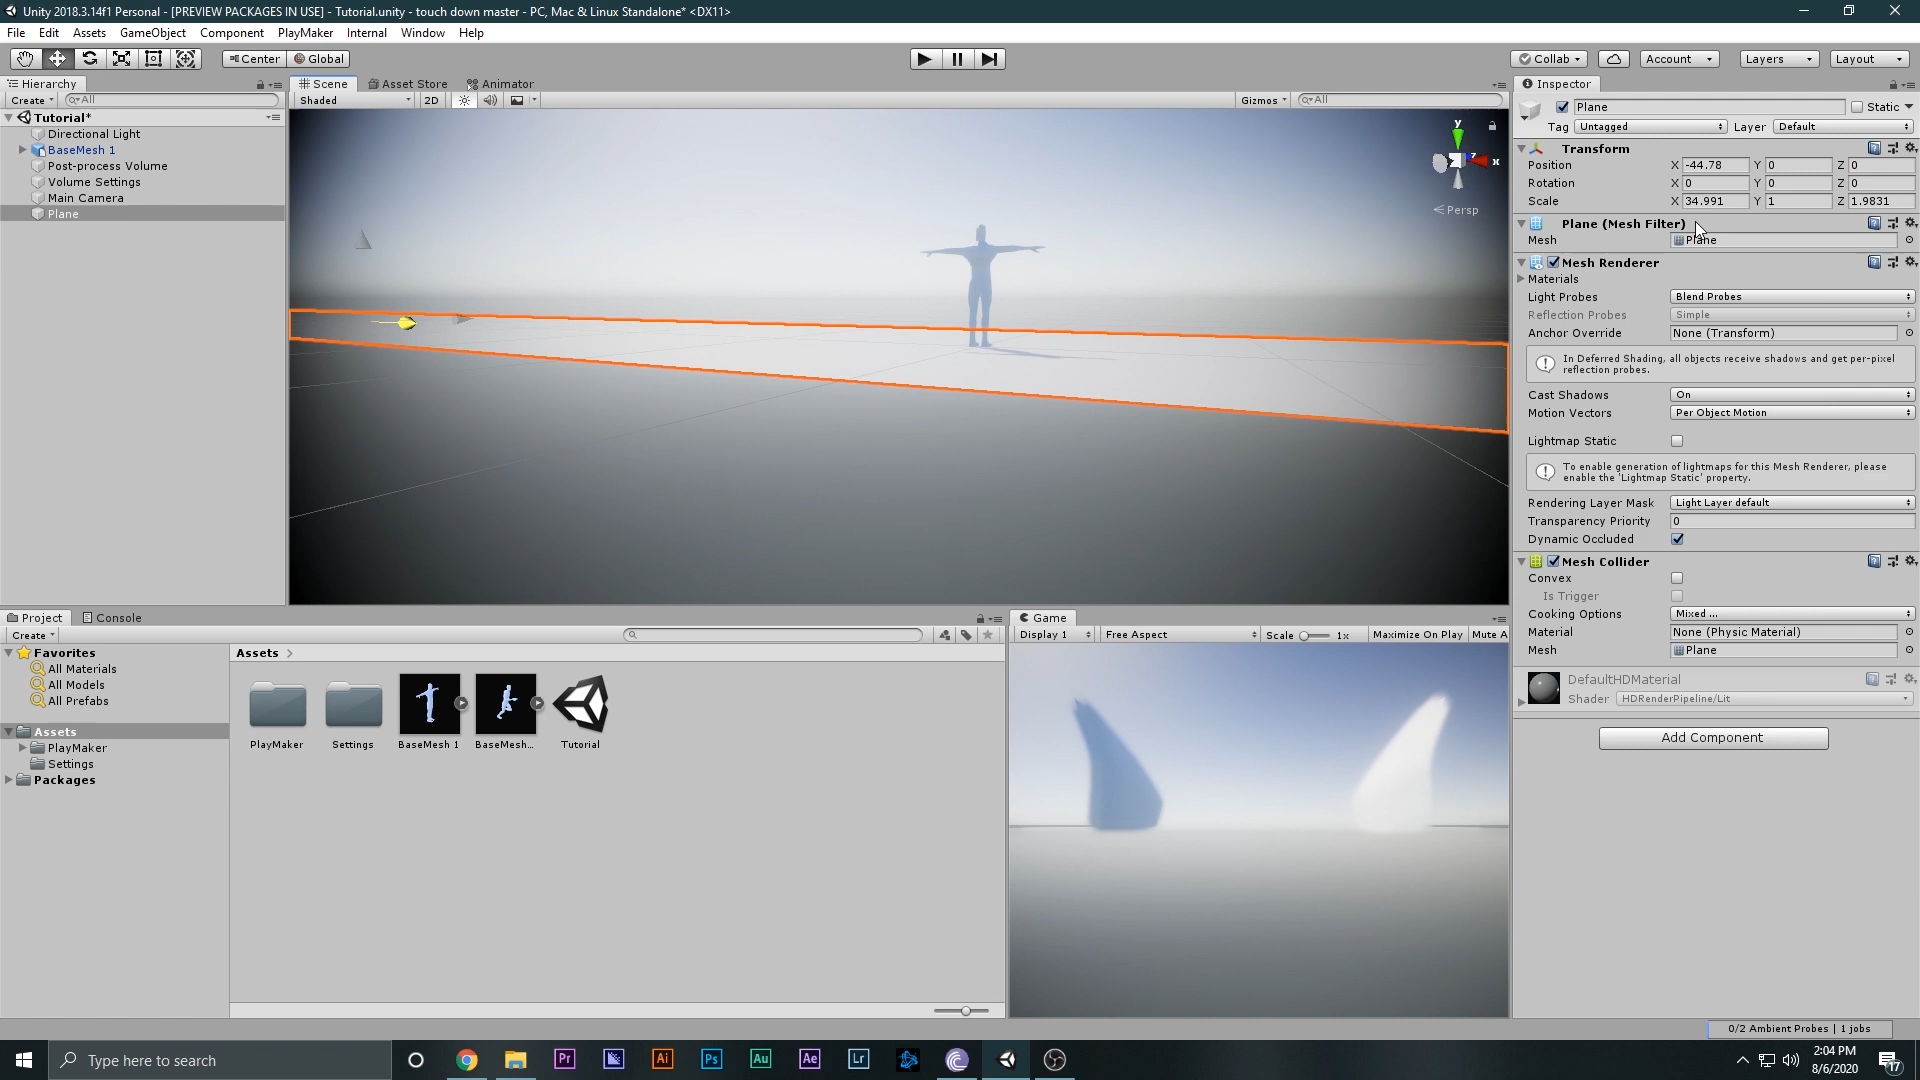 Unity 2018.3.14f1 Personal - [PREVIEW PACKAGES IN USE] - Tutorial.unity - touch down master - PC, Mac & Linux Standalone* <DX11>
File Edit Assets GameObject Component PlayMaker Internal Window Help
Center Global Collab Account Layers Layout
Hierarchy
Create All
Tutorial*
Directional Light
BaseMesh 1
Post-process Volume
Volume Settings
Main Camera
Plane
Scene Asset Store Animator
Shaded 2D Gizmos All
y
x
Persp
Inspector
Plane Static
Tag Untagged Layer Default
Transform
Position X -44.78 Y 0 Z 0
Rotation X 0 Y 0 Z 0
Scale X 34.991 Y 1 Z 1.9831
Plane (Mesh Filter)
Mesh Plane
Mesh Renderer
Materials
Light Probes Blend Probes
Reflection Probes Simple
Anchor Override None (Transform)
In Deferred Shading, all objects receive shadows and get per-pixel
reflection probes.
Cast Shadows On
Motion Vectors Per Object Motion
Lightmap Static
To enable generation of lightmaps for this Mesh Renderer, please
enable the 'Lightmap Static' property.
Rendering Layer Mask Light Layer default
Transparency Priority 0
Dynamic Occluded
Mesh Collider
Convex
Is Trigger
Cooking Options Mixed ...
Material None (Physic Material)
Mesh Plane
DefaultHDMaterial
Shader HDRenderPipeline/Lit
Add Component
Project Console
Create
Favorites
All Materials
All Models
All Prefabs
Assets
PlayMaker
Settings
Packages
Assets
PlayMaker Settings BaseMesh 1 BaseMesh... Tutorial
Game
Display 1 Free Aspect Scale 1x Maximize On Play Mute A
0/2 Ambient Probes | 1 jobs
Type here to search
Pr Ai Ps Au Ae Lr
2:04 PM
8/6/2020
17